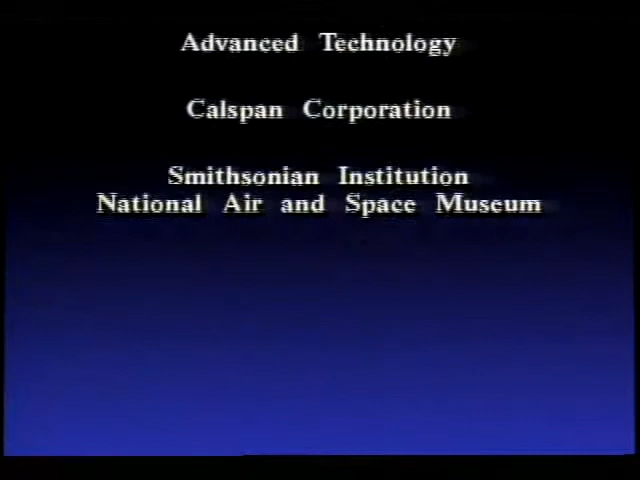 Advanced Technology
Calspan Corporation
Smithsonian Institution
National Air and Space Museum